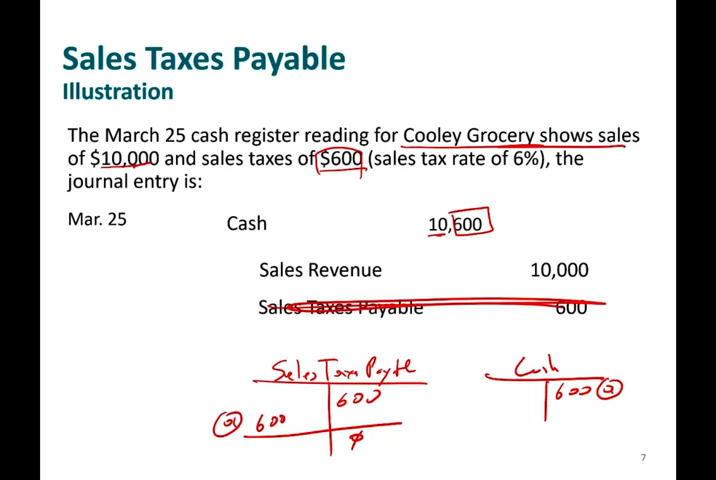 Sales Taxes Payable
Illustration
The March 25 cash register reading for Cooley Grocery shows sales
of $10,000 and sales taxes of $600 (sales tax rate of 6%), the
journal entry is:
Mar. 25 Cash 10,600
Sales Revenue 10,000
Sales Taxes Payable 600
Sales Tax Payble Cash
600 600 a
a 600
φ
7